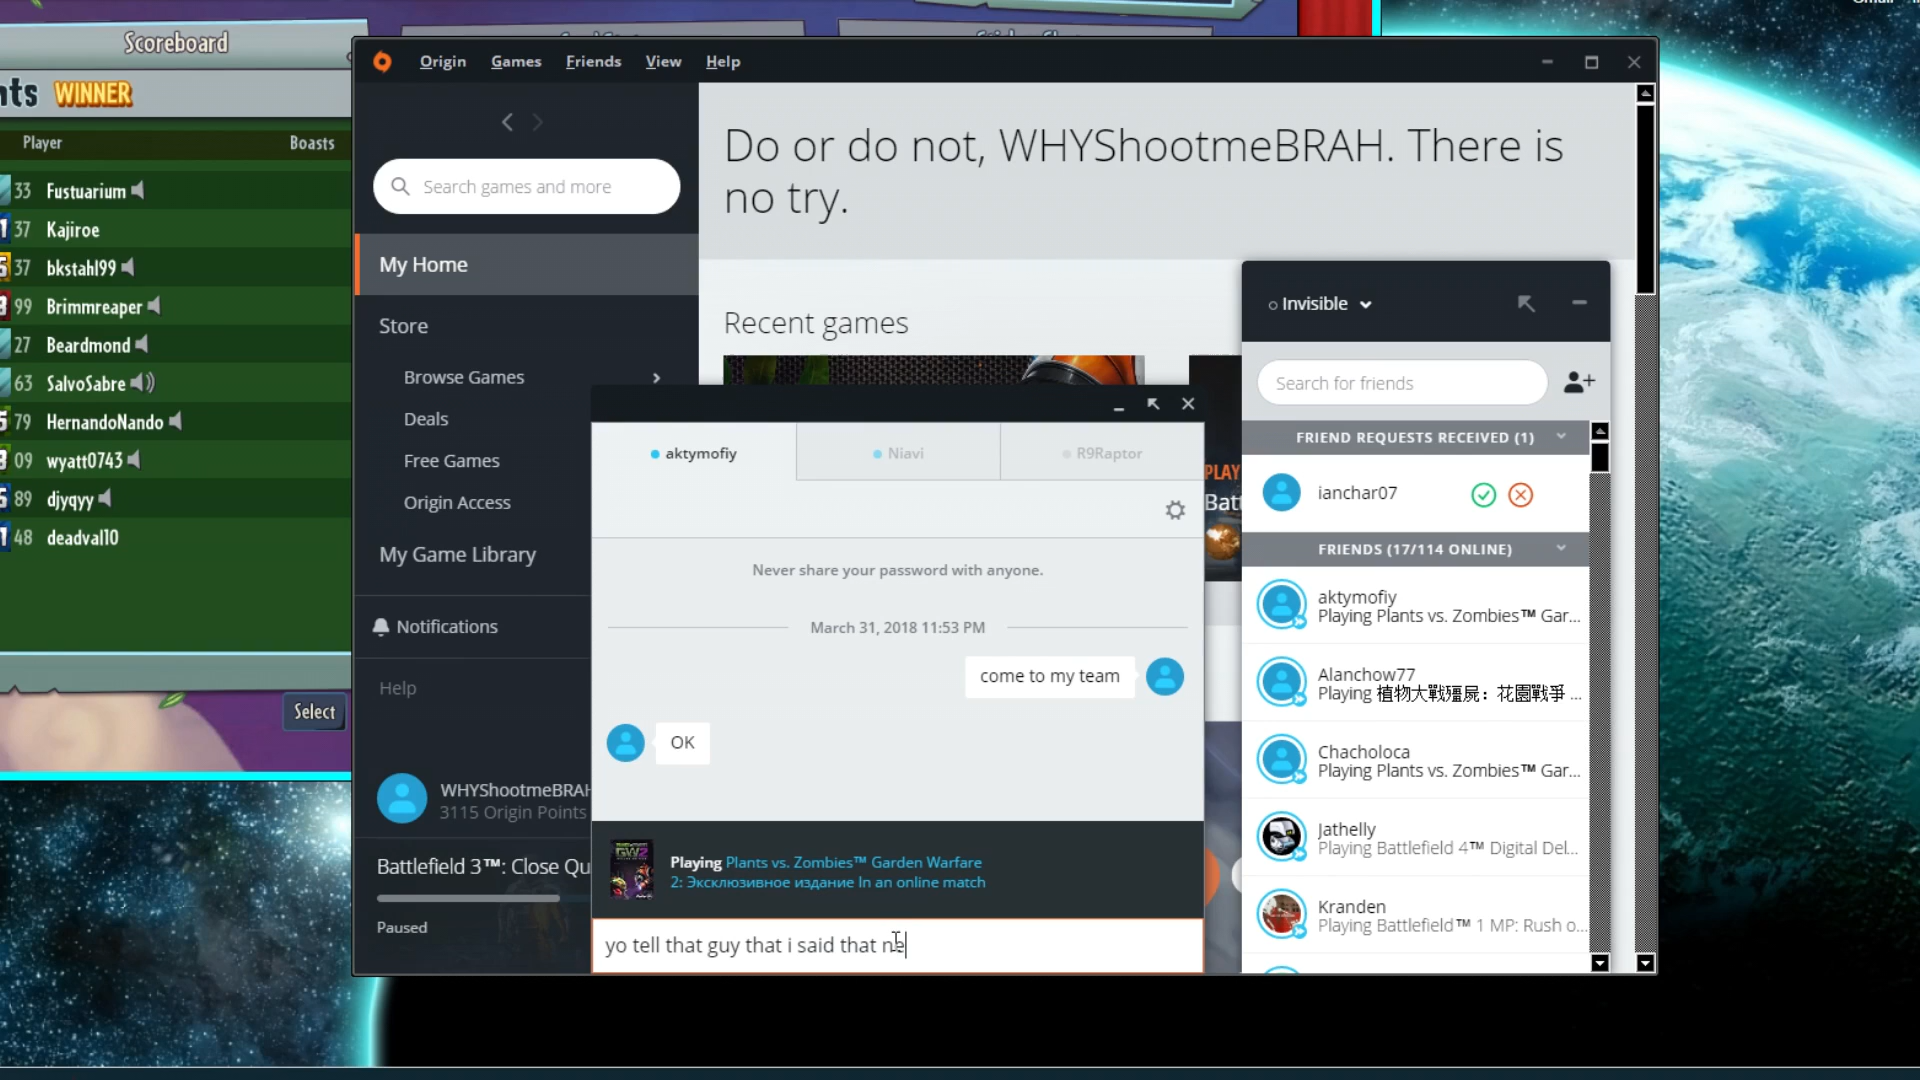 Scoreboard
WINNER
Player Boasts
33 Fustuarium
37 Kajiroe
37 bkstahl99
99 Brimmreaper
27 Beardmond
63 SalvoSabre
79 HernandoNando
09 wyatt0743
89 djyqyy
48 deadval10
Select
Origin Games Friends View Help
Search games and more
My Home
Store
Browse Games
Deals
Free Games
Origin Access
My Game Library
Notifications
Help
WHYShootmeBRAH
3115 Origin Points
Battlefield 3™: Close Qu
Paused
Do or do not, WHYShootmeBRAH. There is
no try.
Recent games
PLAY
Batt
aktymofiy Niavi R9Raptor
Never share your password with anyone.
March 31, 2018 11:53 PM
come to my team
OK
Playing Plants vs. Zombies™ Garden Warfare
2: Эксклюзивное издание In an online match
yo tell that guy that i said that ne
Invisible
Search for friends
FRIEND REQUESTS RECEIVED (1)
ianchar07
FRIENDS (17/114 ONLINE)
aktymofiy
Playing Plants vs. Zombies™ Gar...
Alanchow77
Playing 植物大戰殭屍：花園戰爭 ...
Chacholoca
Playing Plants vs. Zombies™ Gar...
Jathelly
Playing Battlefield 4™ Digital Del...
Kranden
Playing Battlefield™ 1 MP: Rush o...